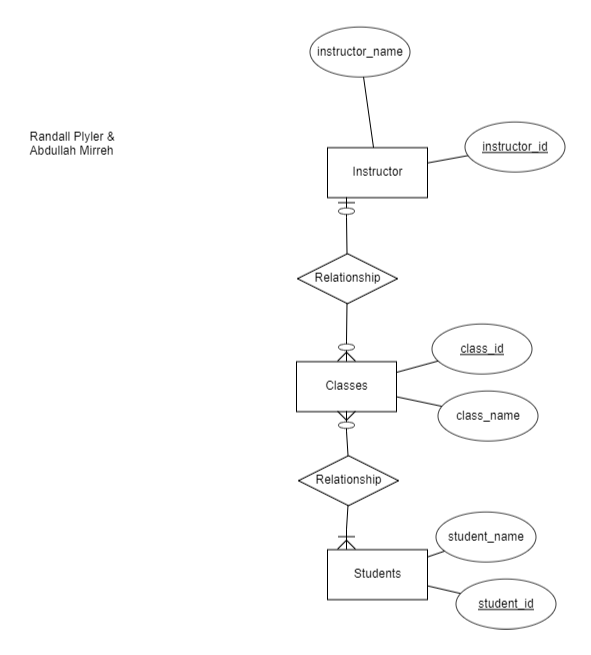 instructor_name
Randall Plyler &
Abdullah Mirreh
instructor_id
Instructor
Relationship
class_id
Classes
class_name
Relationship
student_name
Students
student_id